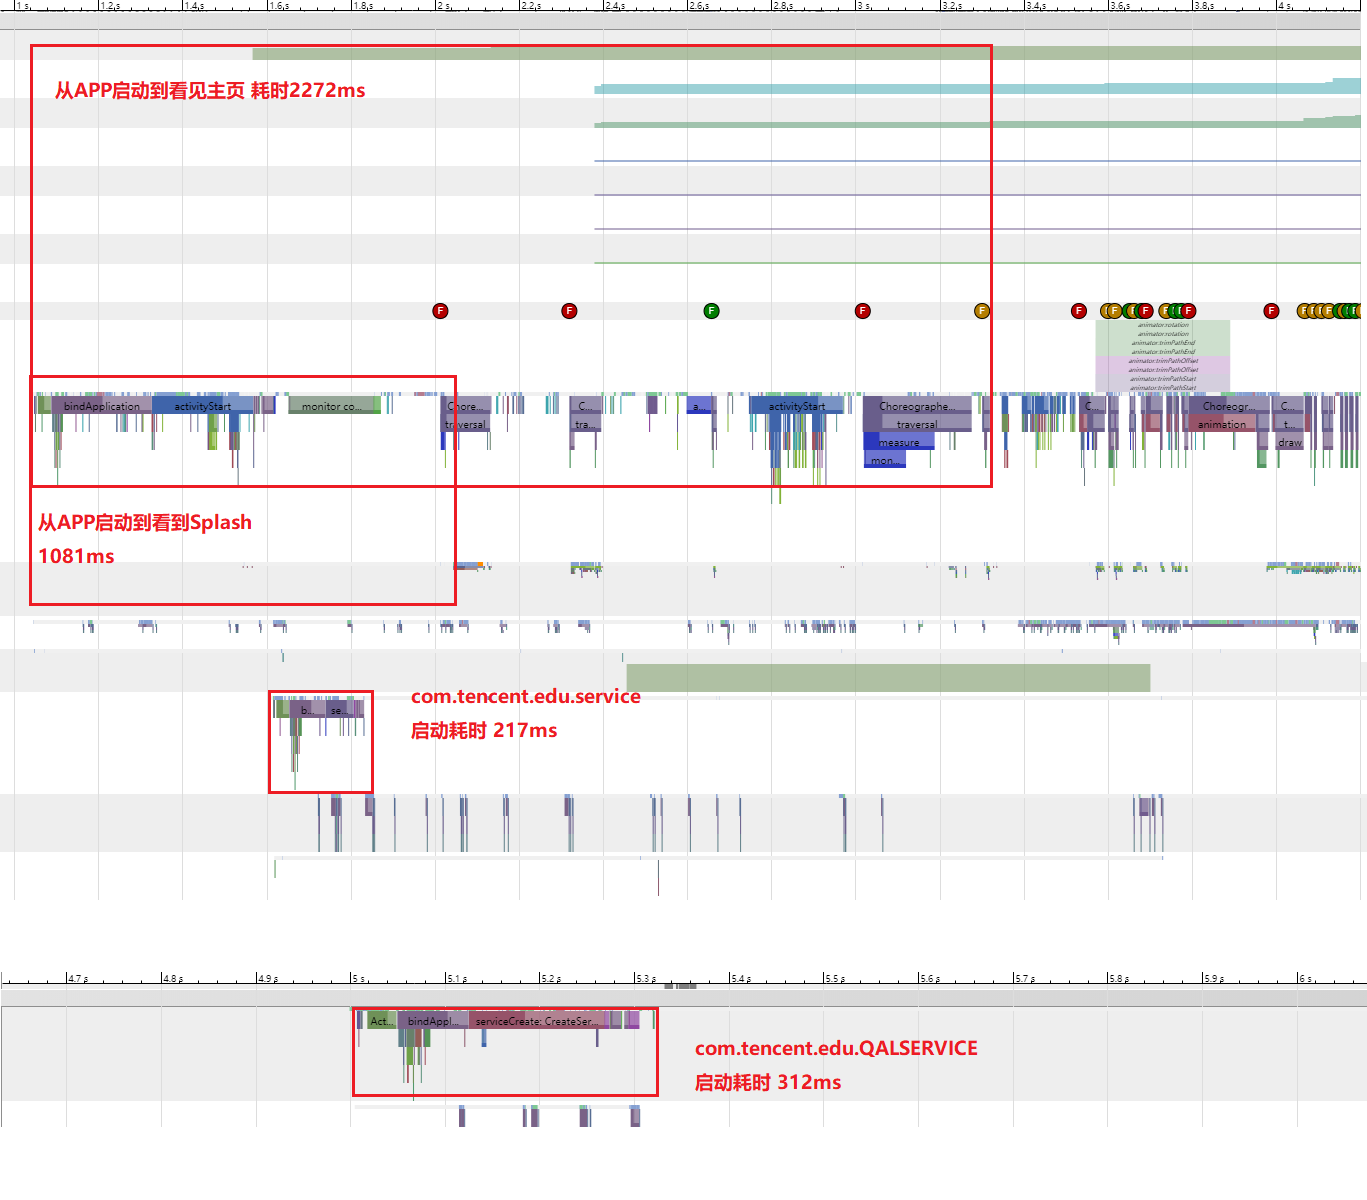 1 s 1.2 s 1.4 s 1.6 s 1.8 s 2 s 2.2 s 2.4 s 2.6 s 2.8 s 3 s 3.2 s 3.4 s 3.6 s 3.8 s 4 s
从APP启动到看见主页 耗时2272ms
F F F F F F F F F F F
animator:rotation
animator:rotation
animator:trimPathEnd
animator:trimPathEnd
animator:trimPathOffset
animator:trimPathOffset
animator:trimPathStart
animator:trimPathStart
bindApplication activityStart monitor co... Chore... C... a... activityStart Choreographe... C... Choreogr... C...
traversal tra... traversal animation t...
measure draw
mon...
从APP启动到看到Splash
1081ms
com.tencent.edu.service
b... se...
启动耗时 217ms
4.7 s 4.8 s 4.9 s 5 s 5.1 s 5.2 s 5.3 s 5.4 s 5.5 s 5.6 s 5.7 s 5.8 s 5.9 s 6 s
Act... bindAppl... serviceCreate: CreateSer...
com.tencent.edu.QALSERVICE
启动耗时 312ms